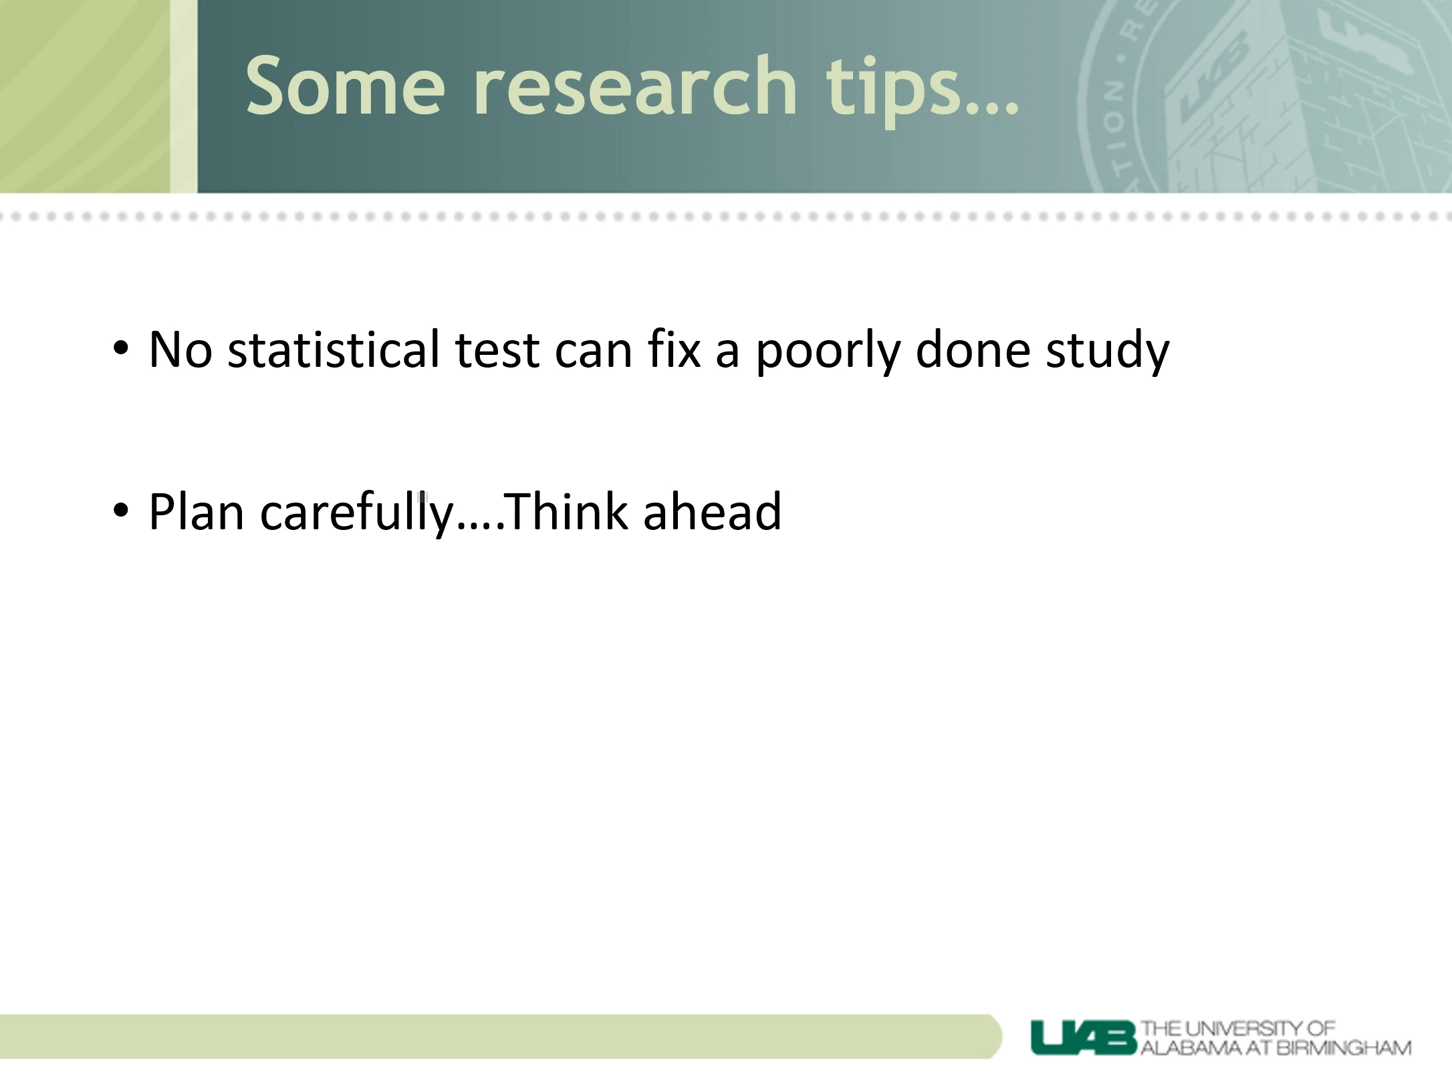 Some research tips…
• No statistical test can fix a poorly done study
• Plan carefully….Think ahead
UAB THE UNIVERSITY OF
ALABAMA AT BIRMINGHAM